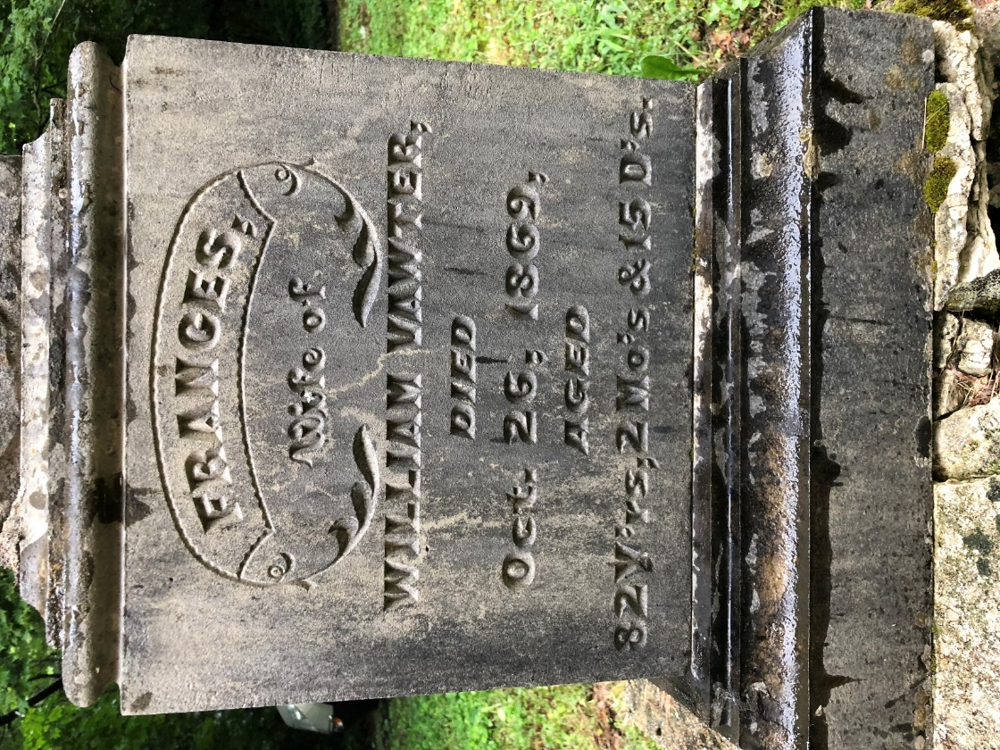 FRANCES,
Wife of
WILLIAM VAWTER,
DIED
Oct. 26, 1869,
AGED
82 Y'rs, 2 Mo's & 15 D's.